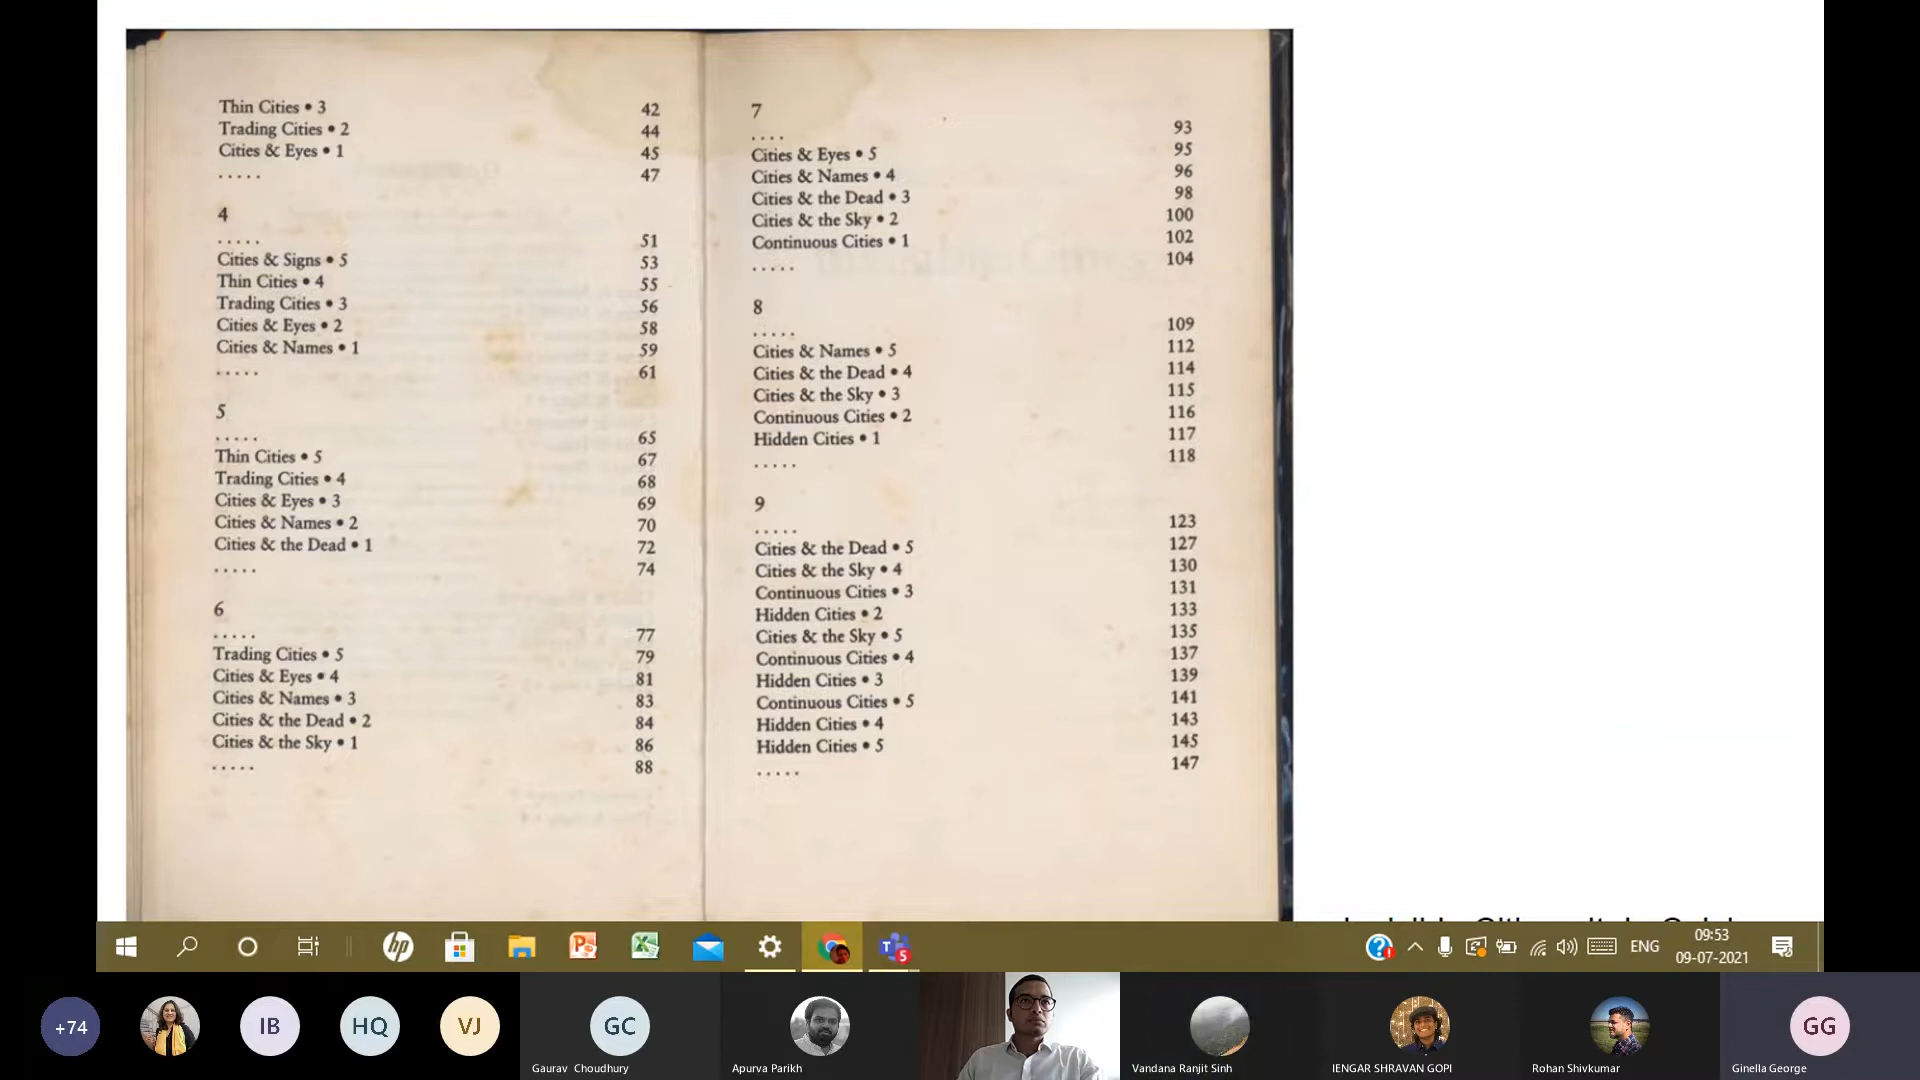 Thin Cities • 3 42
Trading Cities • 2 44
Cities & Eyes • 1 45
..... 47
4
..... 51
Cities & Signs • 5 53
Thin Cities • 4 55
Trading Cities • 3 56
Cities & Eyes • 2 58
Cities & Names • 1 59
..... 61
5
..... 65
Thin Cities • 5 67
Trading Cities • 4 68
Cities & Eyes • 3 69
Cities & Names • 2 70
Cities & the Dead • 1 72
..... 74
6
..... 77
Trading Cities • 5 79
Cities & Eyes • 4 81
Cities & Names • 3 83
Cities & the Dead • 2 84
Cities & the Sky • 1 86
..... 88
7
.... 93
Cities & Eyes • 5 95
Cities & Names • 4 96
Cities & the Dead • 3 98
Cities & the Sky • 2 100
Continuous Cities • 1 102
..... 104
8
..... 109
Cities & Names • 5 112
Cities & the Dead • 4 114
Cities & the Sky • 3 115
Continuous Cities • 2 116
Hidden Cities • 1 117
..... 118
9
..... 123
Cities & the Dead • 5 127
Cities & the Sky • 4 130
Continuous Cities • 3 131
Hidden Cities • 2 133
Cities & the Sky • 5 135
Continuous Cities • 4 137
Hidden Cities • 3 139
Continuous Cities • 5 141
Hidden Cities • 4 143
Hidden Cities • 5 145
..... 147
hp
T 5
ENG
09:53
09-07-2021
+74
IB
HQ
VJ
GC
GG
Gaurav Choudhury
Apurva Parikh
Vandana Ranjit Sinh
IENGAR SHRAVAN GOPI
Rohan Shivkumar
Ginella George